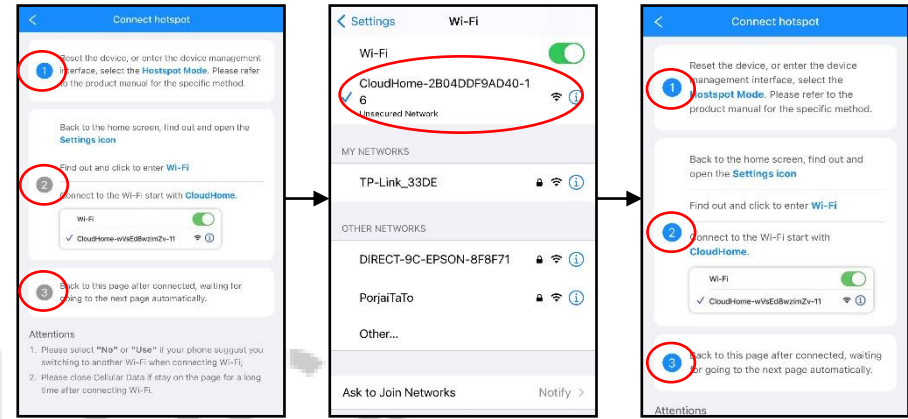 Connect hotspot
1
Reset the device, or enter the device management
interface, select the Hostspot Mode. Please refer
to the product manual for the specific method.
Back to the home screen, find out and open the
Settings icon
Find out and click to enter Wi-Fi
2
Connect to the Wi-Fi start with CloudHome.
Wi-Fi
CloudHome-wVsEd8wzimZv-11
3
Back to this page after connected, waiting for
going to the next page automatically.
Attentions
1. Please select "No" or "Use" if your phone suggust you
switching to another Wi-Fi when connecting Wi-Fi;
2. Please close Cellular Data if stay on the page for a long
time after connecting Wi-Fi.
Settings
Wi-Fi
Wi-Fi
CloudHome-2B04DDF9AD40-1
6
Unsecured Network
MY NETWORKS
TP-Link_33DE
OTHER NETWORKS
DIRECT-9C-EPSON-8F8F71
PorjaiTaTo
Other...
Ask to Join Networks
Notify
Connect hotspot
1
Reset the device, or enter the device
management interface, select the
Hostspot Mode. Please refer to the
product manual for the specific method.
Back to the home screen, find out and
open the Settings icon
Find out and click to enter Wi-Fi
2
Connect to the Wi-Fi start with
CloudHome.
Wi-Fi
CloudHome-wVsEd8wzimZv-11
3
Back to this page after connected, waiting
for going to the next page automatically.
Attentions